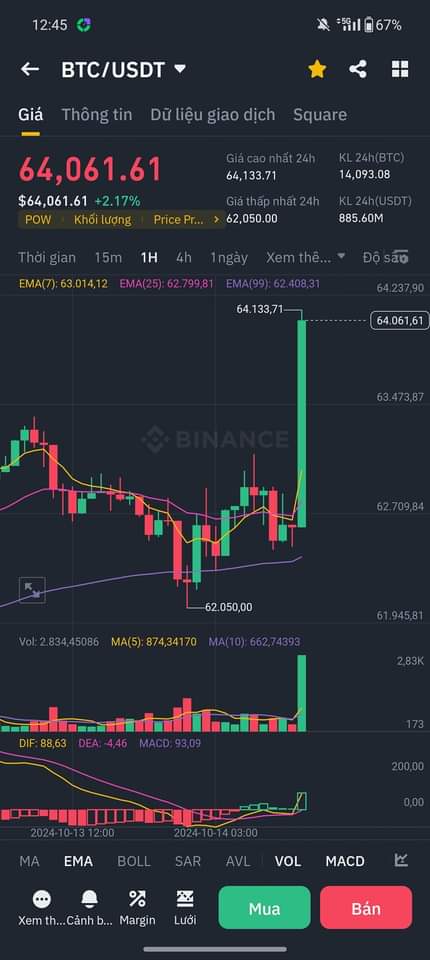 12:45 5G 67%
BTC/USDT
Giá Thông tin Dữ liệu giao dịch Square
64,061.61
$64,061.61 +2.17%
POW Khối lượng Price Pr...
Giá cao nhất 24h
64,133.71
KL 24h(BTC)
14,093.08
Giá thấp nhất 24h
62,050.00
KL 24h(USDT)
885.60M
Thời gian 15m 1H 4h 1ngày Xem thê... Độ sâu
EMA(7): 63.014,12 EMA(25): 62.799,81 EMA(99): 62.408,31
64.237,90
64.133,71
64.061,61
63.473,87
BINANCE
62.709,84
62.050,00
61.945,81
Vol: 2.834,45086 MA(5): 874,34170 MA(10): 662,74393
2,83K
173
DIF: 88,63 DEA: -4,46 MACD: 93,09
200,00
0,00
2024-10-13 12:00 2024-10-14 03:00
MA EMA BOLL SAR AVL VOL MACD
Xem th... Cảnh b... Margin Lưới Mua Bán